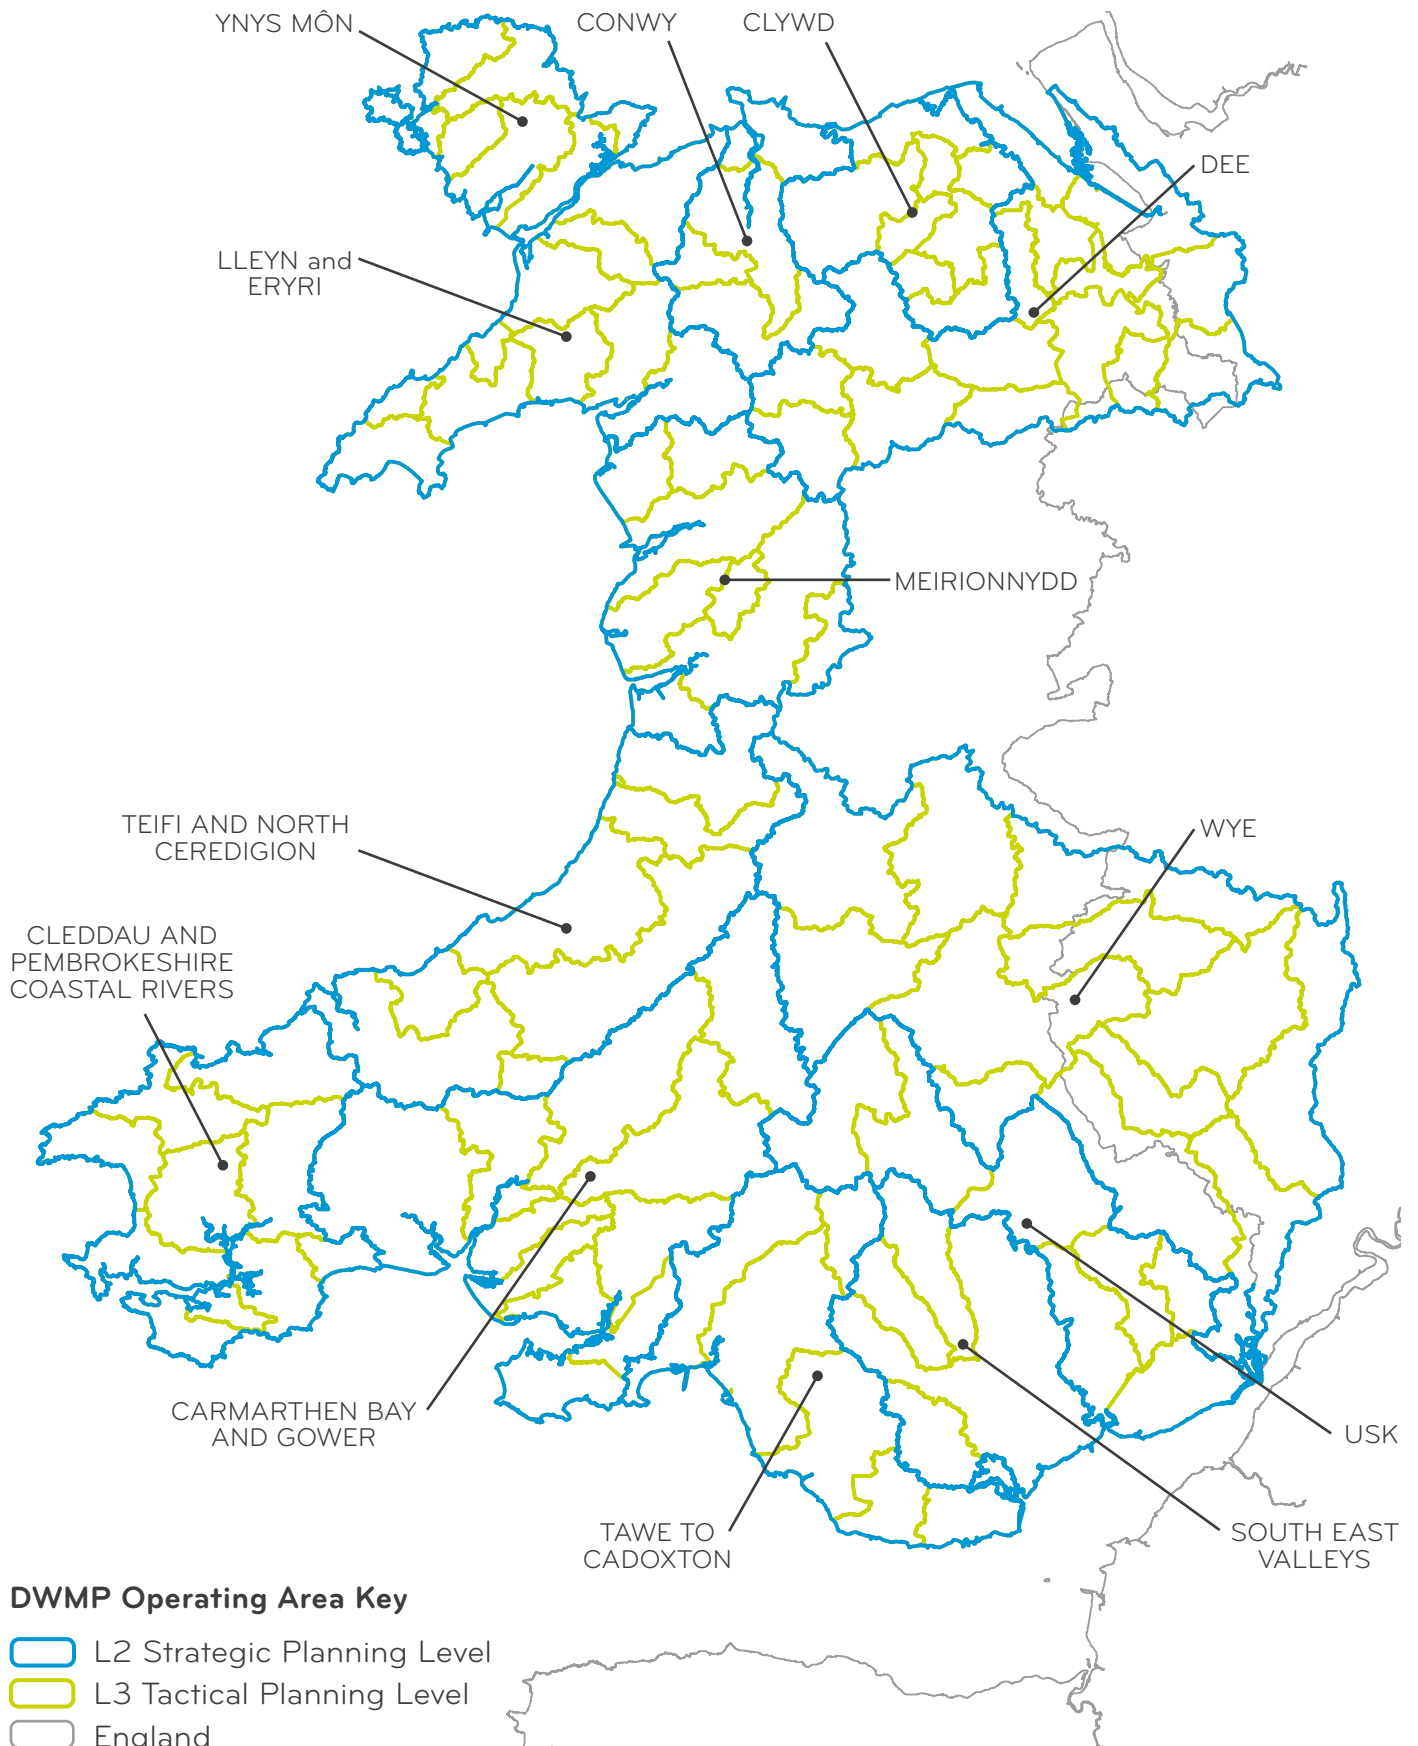 YNYS MÔN
CONWY
CLYWD
DEE
LLEYN and
ERYRI
MEIRIONNYDD
TEIFI AND NORTH
CEREDIGION
WYE
CLEDDAU AND
PEMBROKESHIRE
COASTAL RIVERS
CARMARTHEN BAY
AND GOWER
USK
TAWE TO
CADOXTON
SOUTH EAST
VALLEYS
DWMP Operating Area Key
L2 Strategic Planning Level
L3 Tactical Planning Level
England